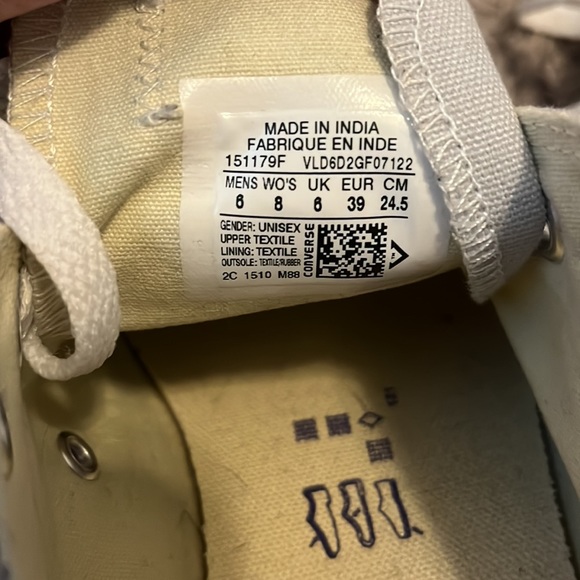 MADE IN INDIA
FABRIQUE EN INDE
151179F VLD6D2GF07122
MENS WO'S UK EUR CM
6 8 6 39 24.5
GENDER: UNISEX
UPPER TEXTILE
LINING: TEXTILE
OUTSOLE: TEXTILE/RUBBER
2C 1510 M88
CONVERSE